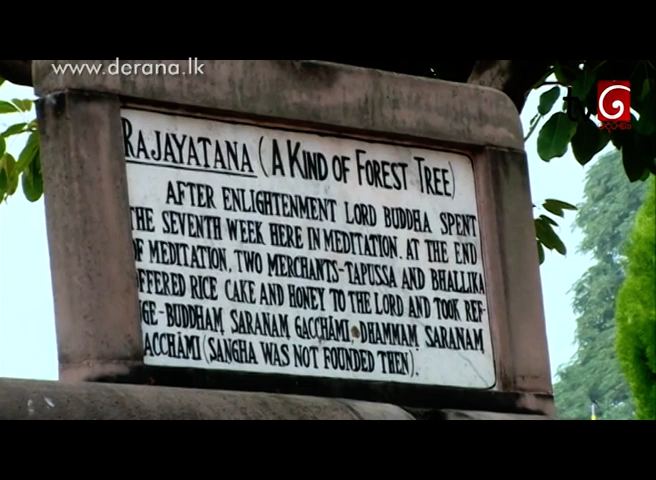 www.derana.lk
RAJAYATANA (A KIND OF FOREST TREE)
AFTER ENLIGHTENMENT LORD BUDDHA SPENT
THE SEVENTH WEEK HERE IN MEDITATION. AT THE END
OF MEDITATION, TWO MERCHANTS-TAPUSSA AND BHALLIKA
OFFERED RICE CAKE AND HONEY TO THE LORD AND TOOK REF-
GE-BUDDHAM, SARANAM GACCHAMI, DHAMMAM, SARANAM
ACCHAMI (SANGHA WAS NOT FOUNDED THEN).